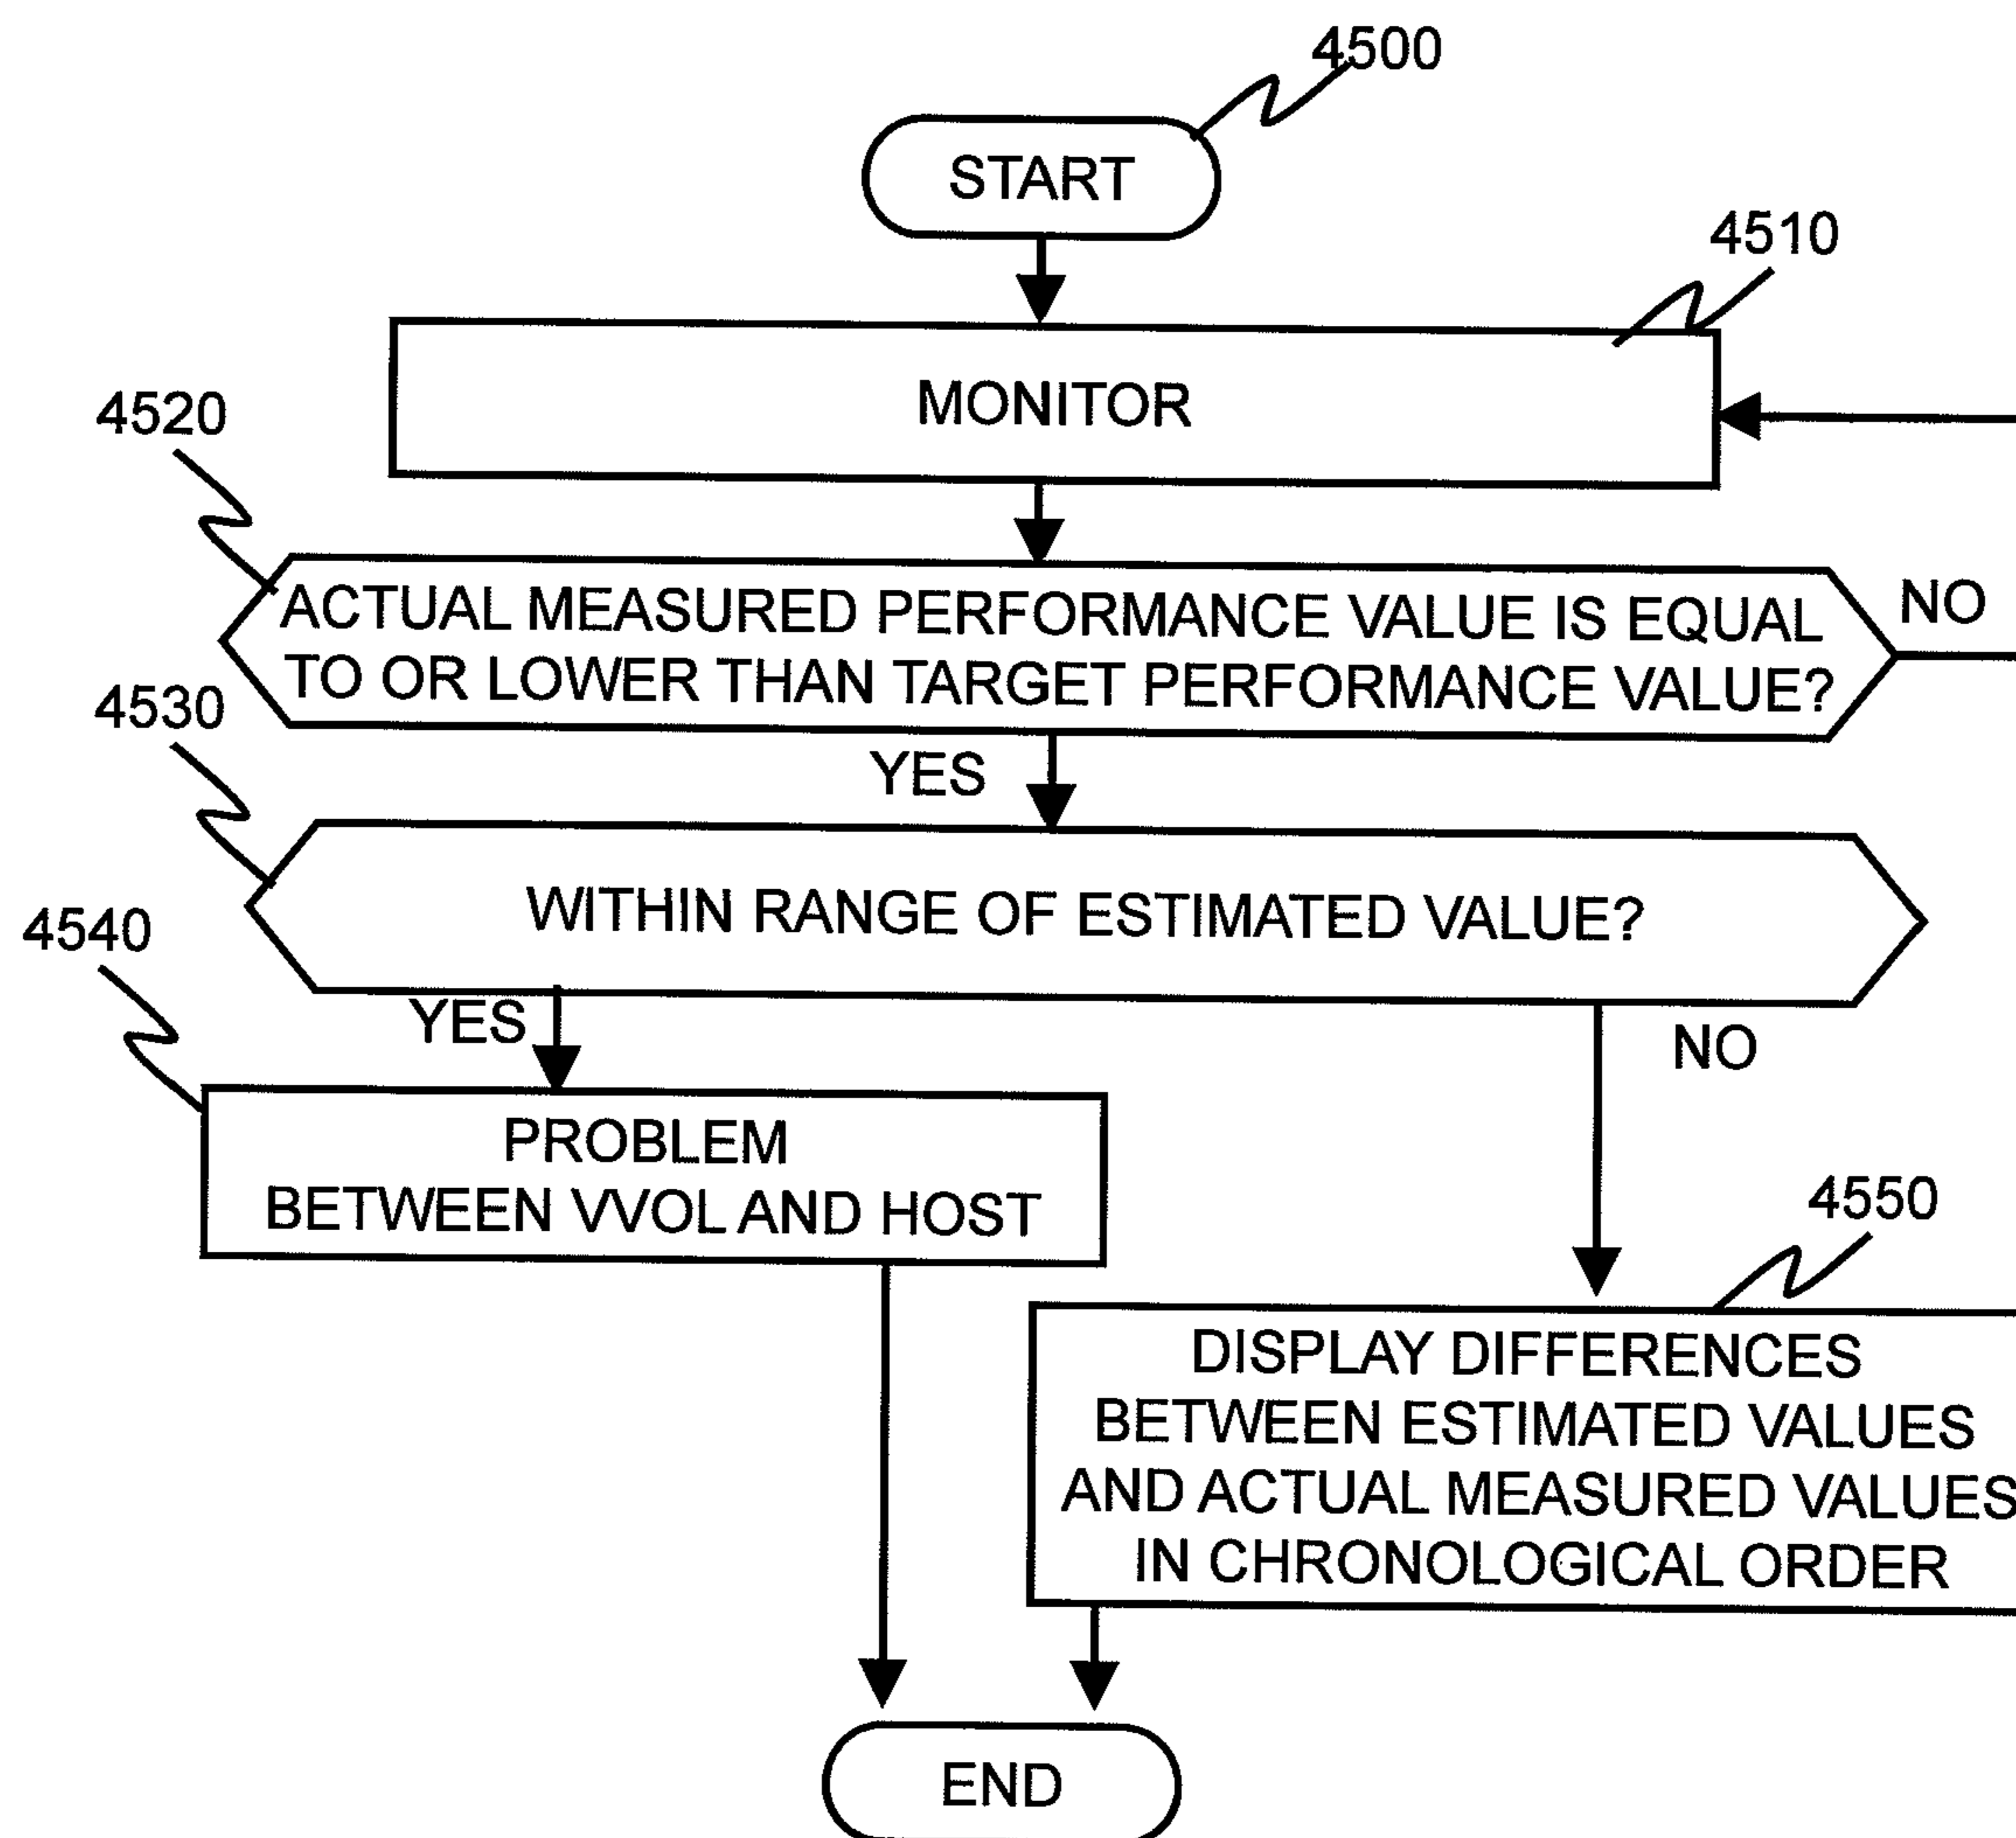 4500
START
4510
MONITOR
4520
ACTUAL MEASURED PERFORMANCE VALUE IS EQUAL
TO OR LOWER THAN TARGET PERFORMANCE VALUE?
NO
4530
YES
WITHIN RANGE OF ESTIMATED VALUE?
4540
YES
NO
PROBLEM
BETWEEN VVOL AND HOST
4550
DISPLAY DIFFERENCES
BETWEEN ESTIMATED VALUES
AND ACTUAL MEASURED VALUES
IN CHRONOLOGICAL ORDER
END